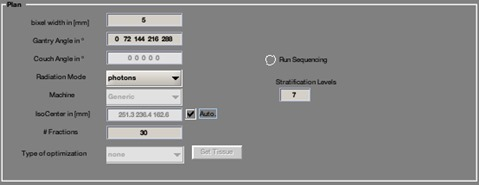 Plan
bixel width in [mm] 5
Gantry Angle in ° 0 72 144 216 288
Couch Angle in ° 0 0 0 0 0
Run Sequencing
Radiation Mode photons
Stratification Levels
Machine Generic
7
IsoCenter in [mm] 251.3 236.4 162.6 Auto.
# Fractions 30
Type of optimization none Set Tissue